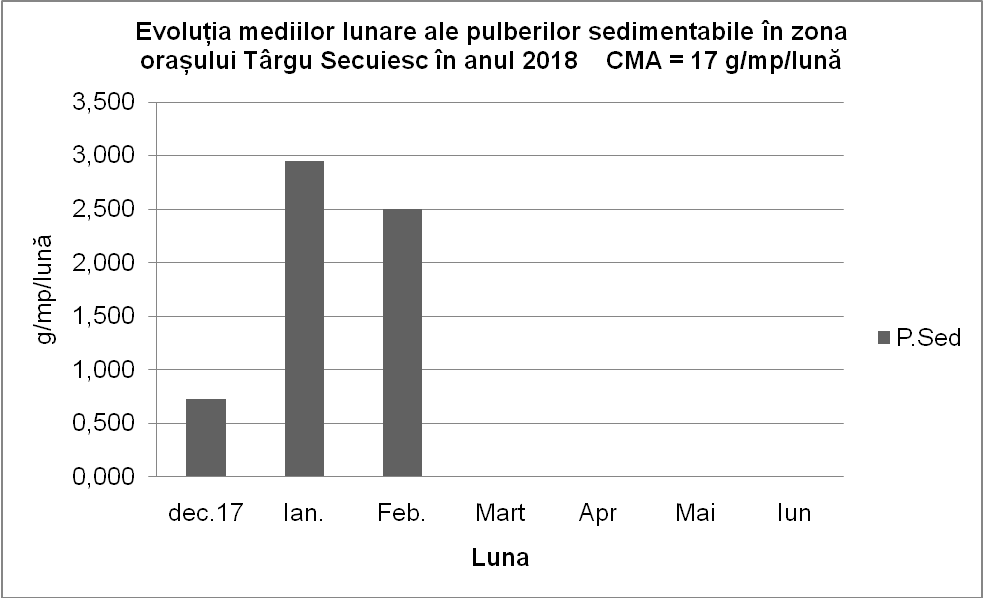 Evoluția mediilor lunare ale pulberilor sedimentabile în zona
orașului Târgu Secuiesc în anul 2018 CMA = 17 g/mp/lună
3,500
3,000
2,500
2,000
1,500
1,000
0,500
0,000
g/mp/lună
dec.17 Ian. Feb. Mart Apr Mai Iun
Luna
P.Sed